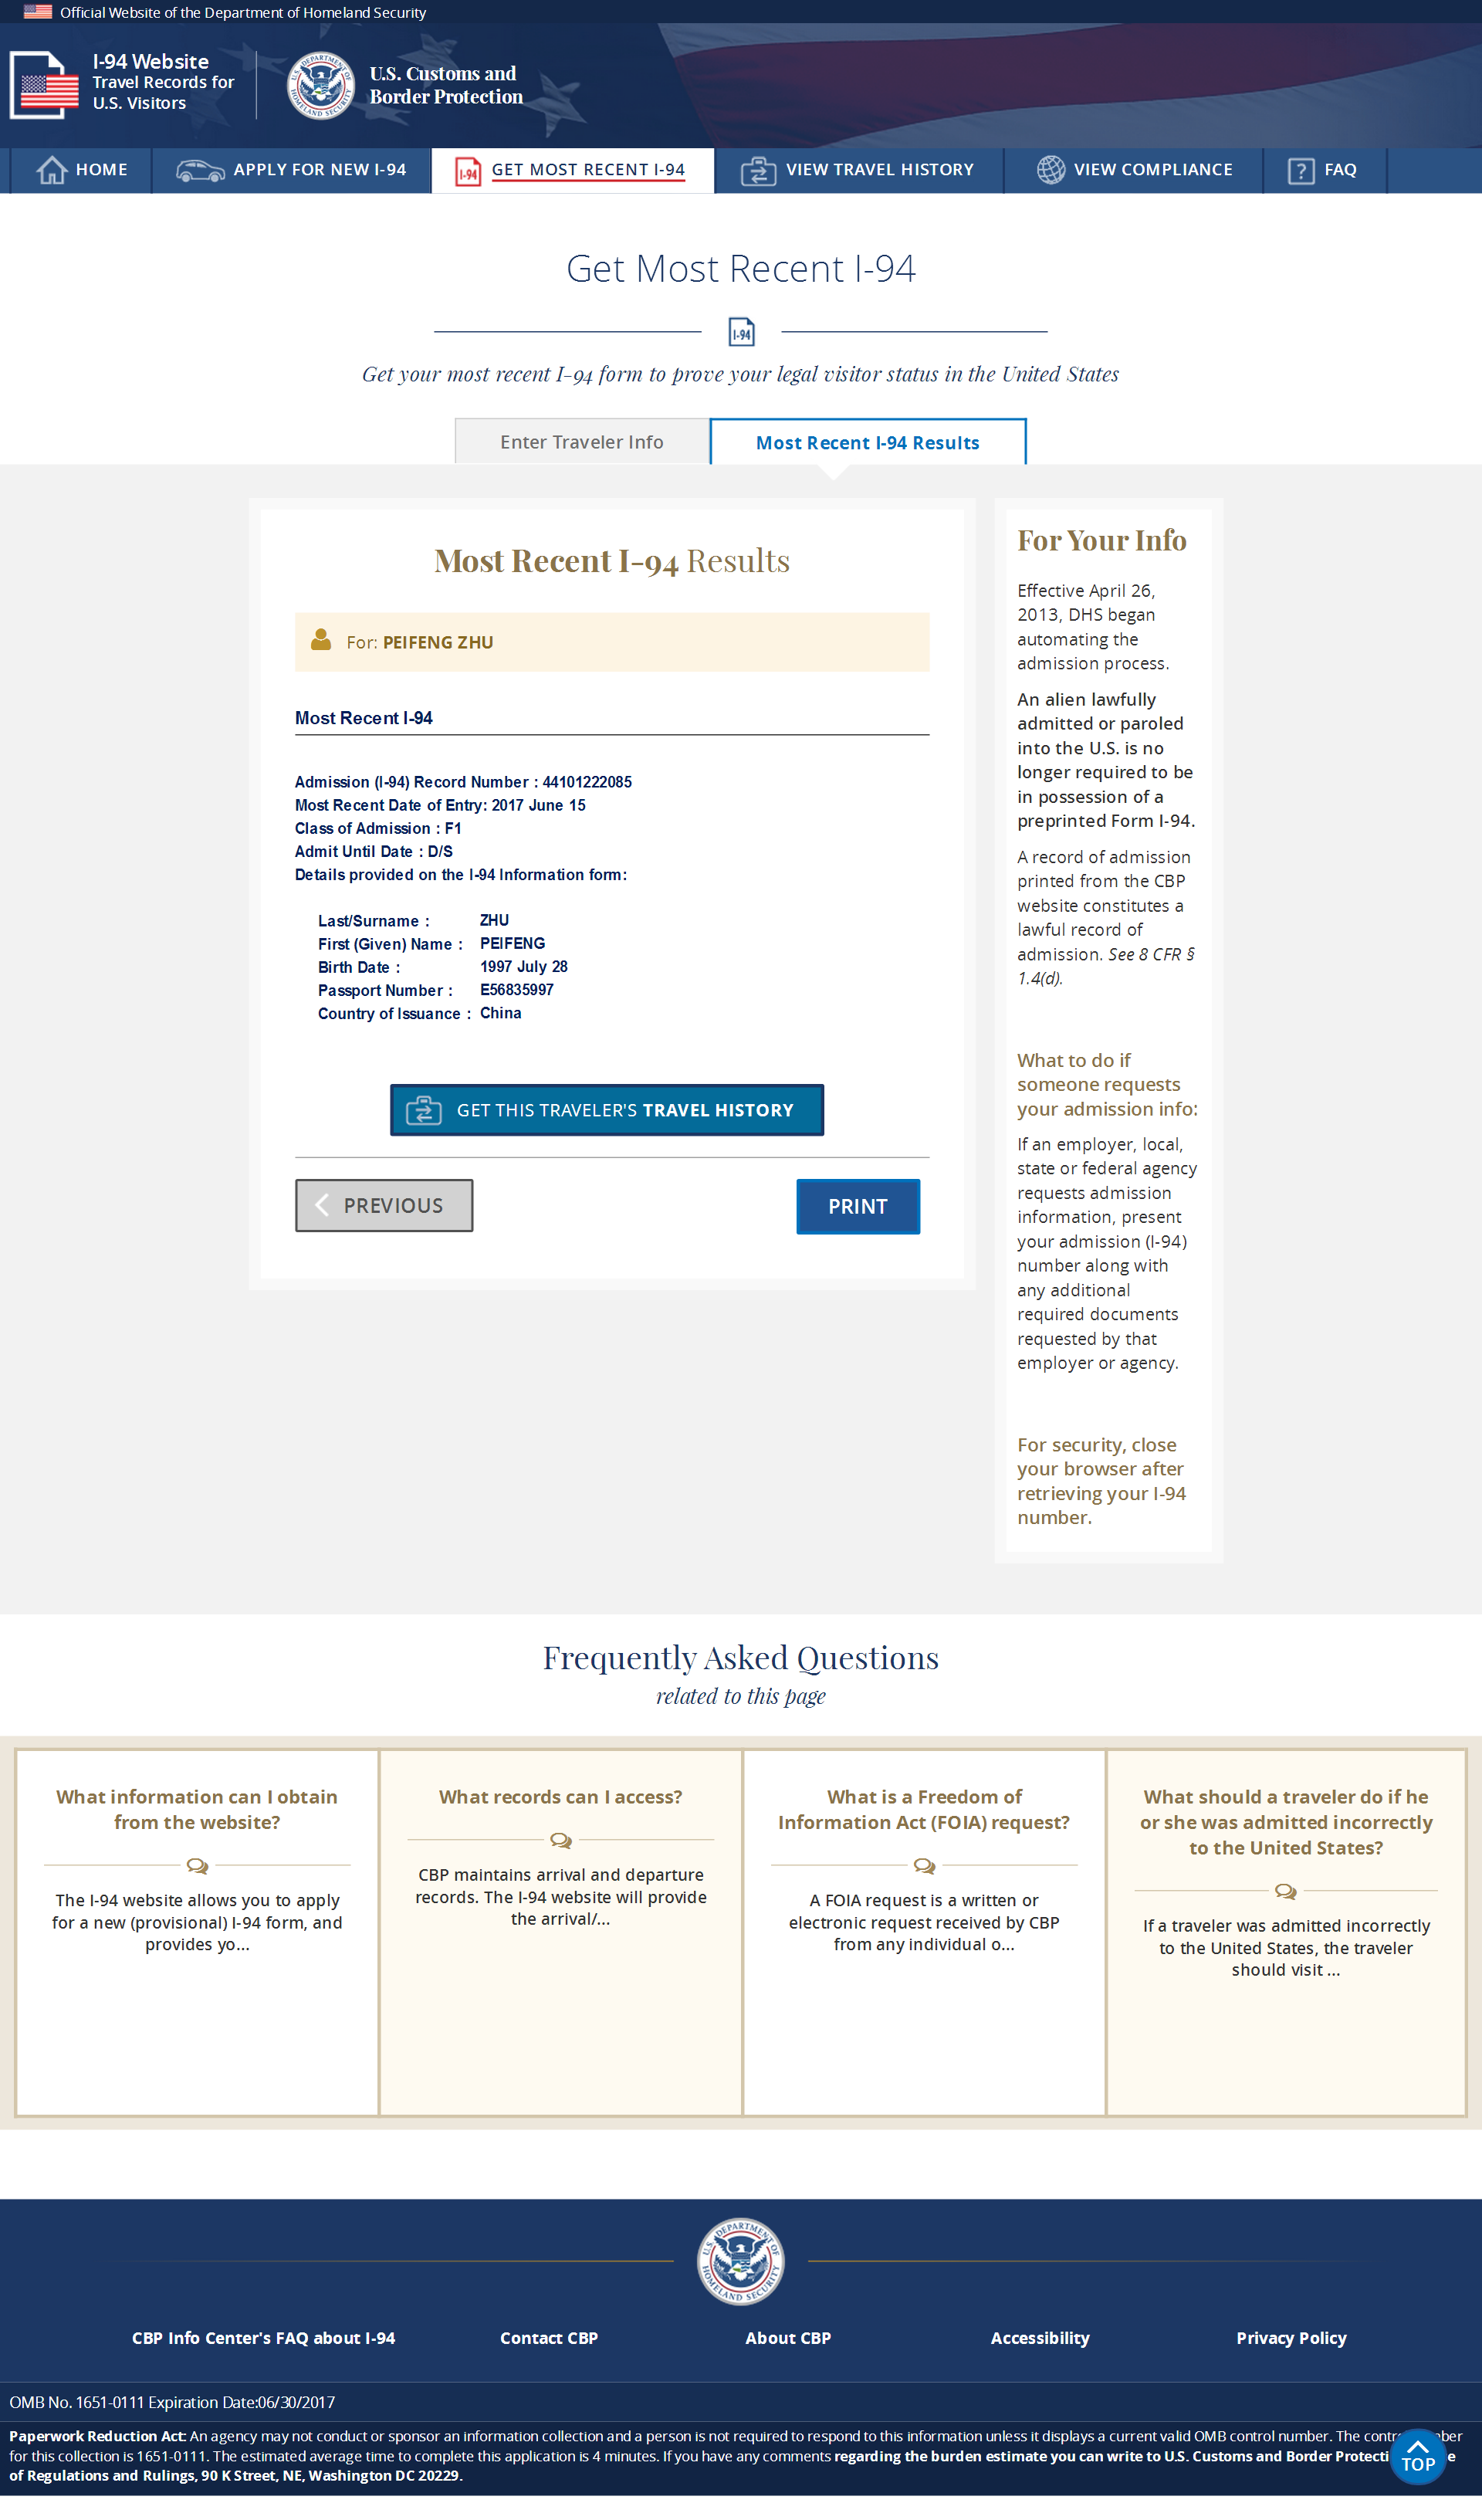 Official Website of the Department of Homeland Security
I-94 Website
Travel Records for
U.S. Visitors
U.S. Customs and
Border Protection
HOME
APPLY FOR NEW I-94
I-94 GET MOST RECENT I-94
VIEW TRAVEL HISTORY
VIEW COMPLIANCE
? FAQ
Get Most Recent I-94
I-94
Get your most recent I-94 form to prove your legal visitor status in the United States
Enter Traveler Info
Most Recent I-94 Results
Most Recent I-94 Results
For: PEIFENG ZHU
Most Recent I-94
Admission (I-94) Record Number : 44101222085
Most Recent Date of Entry: 2017 June 15
Class of Admission : F1
Admit Until Date : D/S
Details provided on the I-94 Information form:
Last/Surname : ZHU
First (Given) Name : PEIFENG
Birth Date : 1997 July 28
Passport Number : E56835997
Country of Issuance : China
GET THIS TRAVELER'S TRAVEL HISTORY
PREVIOUS
PRINT
For Your Info
Effective April 26,
2013, DHS began
automating the
admission process.
An alien lawfully
admitted or paroled
into the U.S. is no
longer required to be
in possession of a
preprinted Form I-94.
A record of admission
printed from the CBP
website constitutes a
lawful record of
admission. See 8 CFR §
1.4(d).
What to do if
someone requests
your admission info:
If an employer, local,
state or federal agency
requests admission
information, present
your admission (I-94)
number along with
any additional
required documents
requested by that
employer or agency.
For security, close
your browser after
retrieving your I-94
number.
Frequently Asked Questions
related to this page
What information can I obtain
from the website?
The I-94 website allows you to apply
for a new (provisional) I-94 form, and
provides yo...
What records can I access?
CBP maintains arrival and departure
records. The I-94 website will provide
the arrival/...
What is a Freedom of
Information Act (FOIA) request?
A FOIA request is a written or
electronic request received by CBP
from any individual o...
What should a traveler do if he
or she was admitted incorrectly
to the United States?
If a traveler was admitted incorrectly
to the United States, the traveler
should visit ...
U.S. DEPARTMENT OF HOMELAND SECURITY
CBP Info Center's FAQ about I-94
Contact CBP
About CBP
Accessibility
Privacy Policy
OMB No. 1651-0111 Expiration Date:06/30/2017
Paperwork Reduction Act: An agency may not conduct or sponsor an information collection and a person is not required to respond to this information unless it displays a current valid OMB control number. The contr ber
for this collection is 1651-0111. The estimated average time to complete this application is 4 minutes. If you have any comments regarding the burden estimate you can write to U.S. Customs and Border Protecti e
of Regulations and Rulings, 90 K Street, NE, Washington DC 20229.
TOP